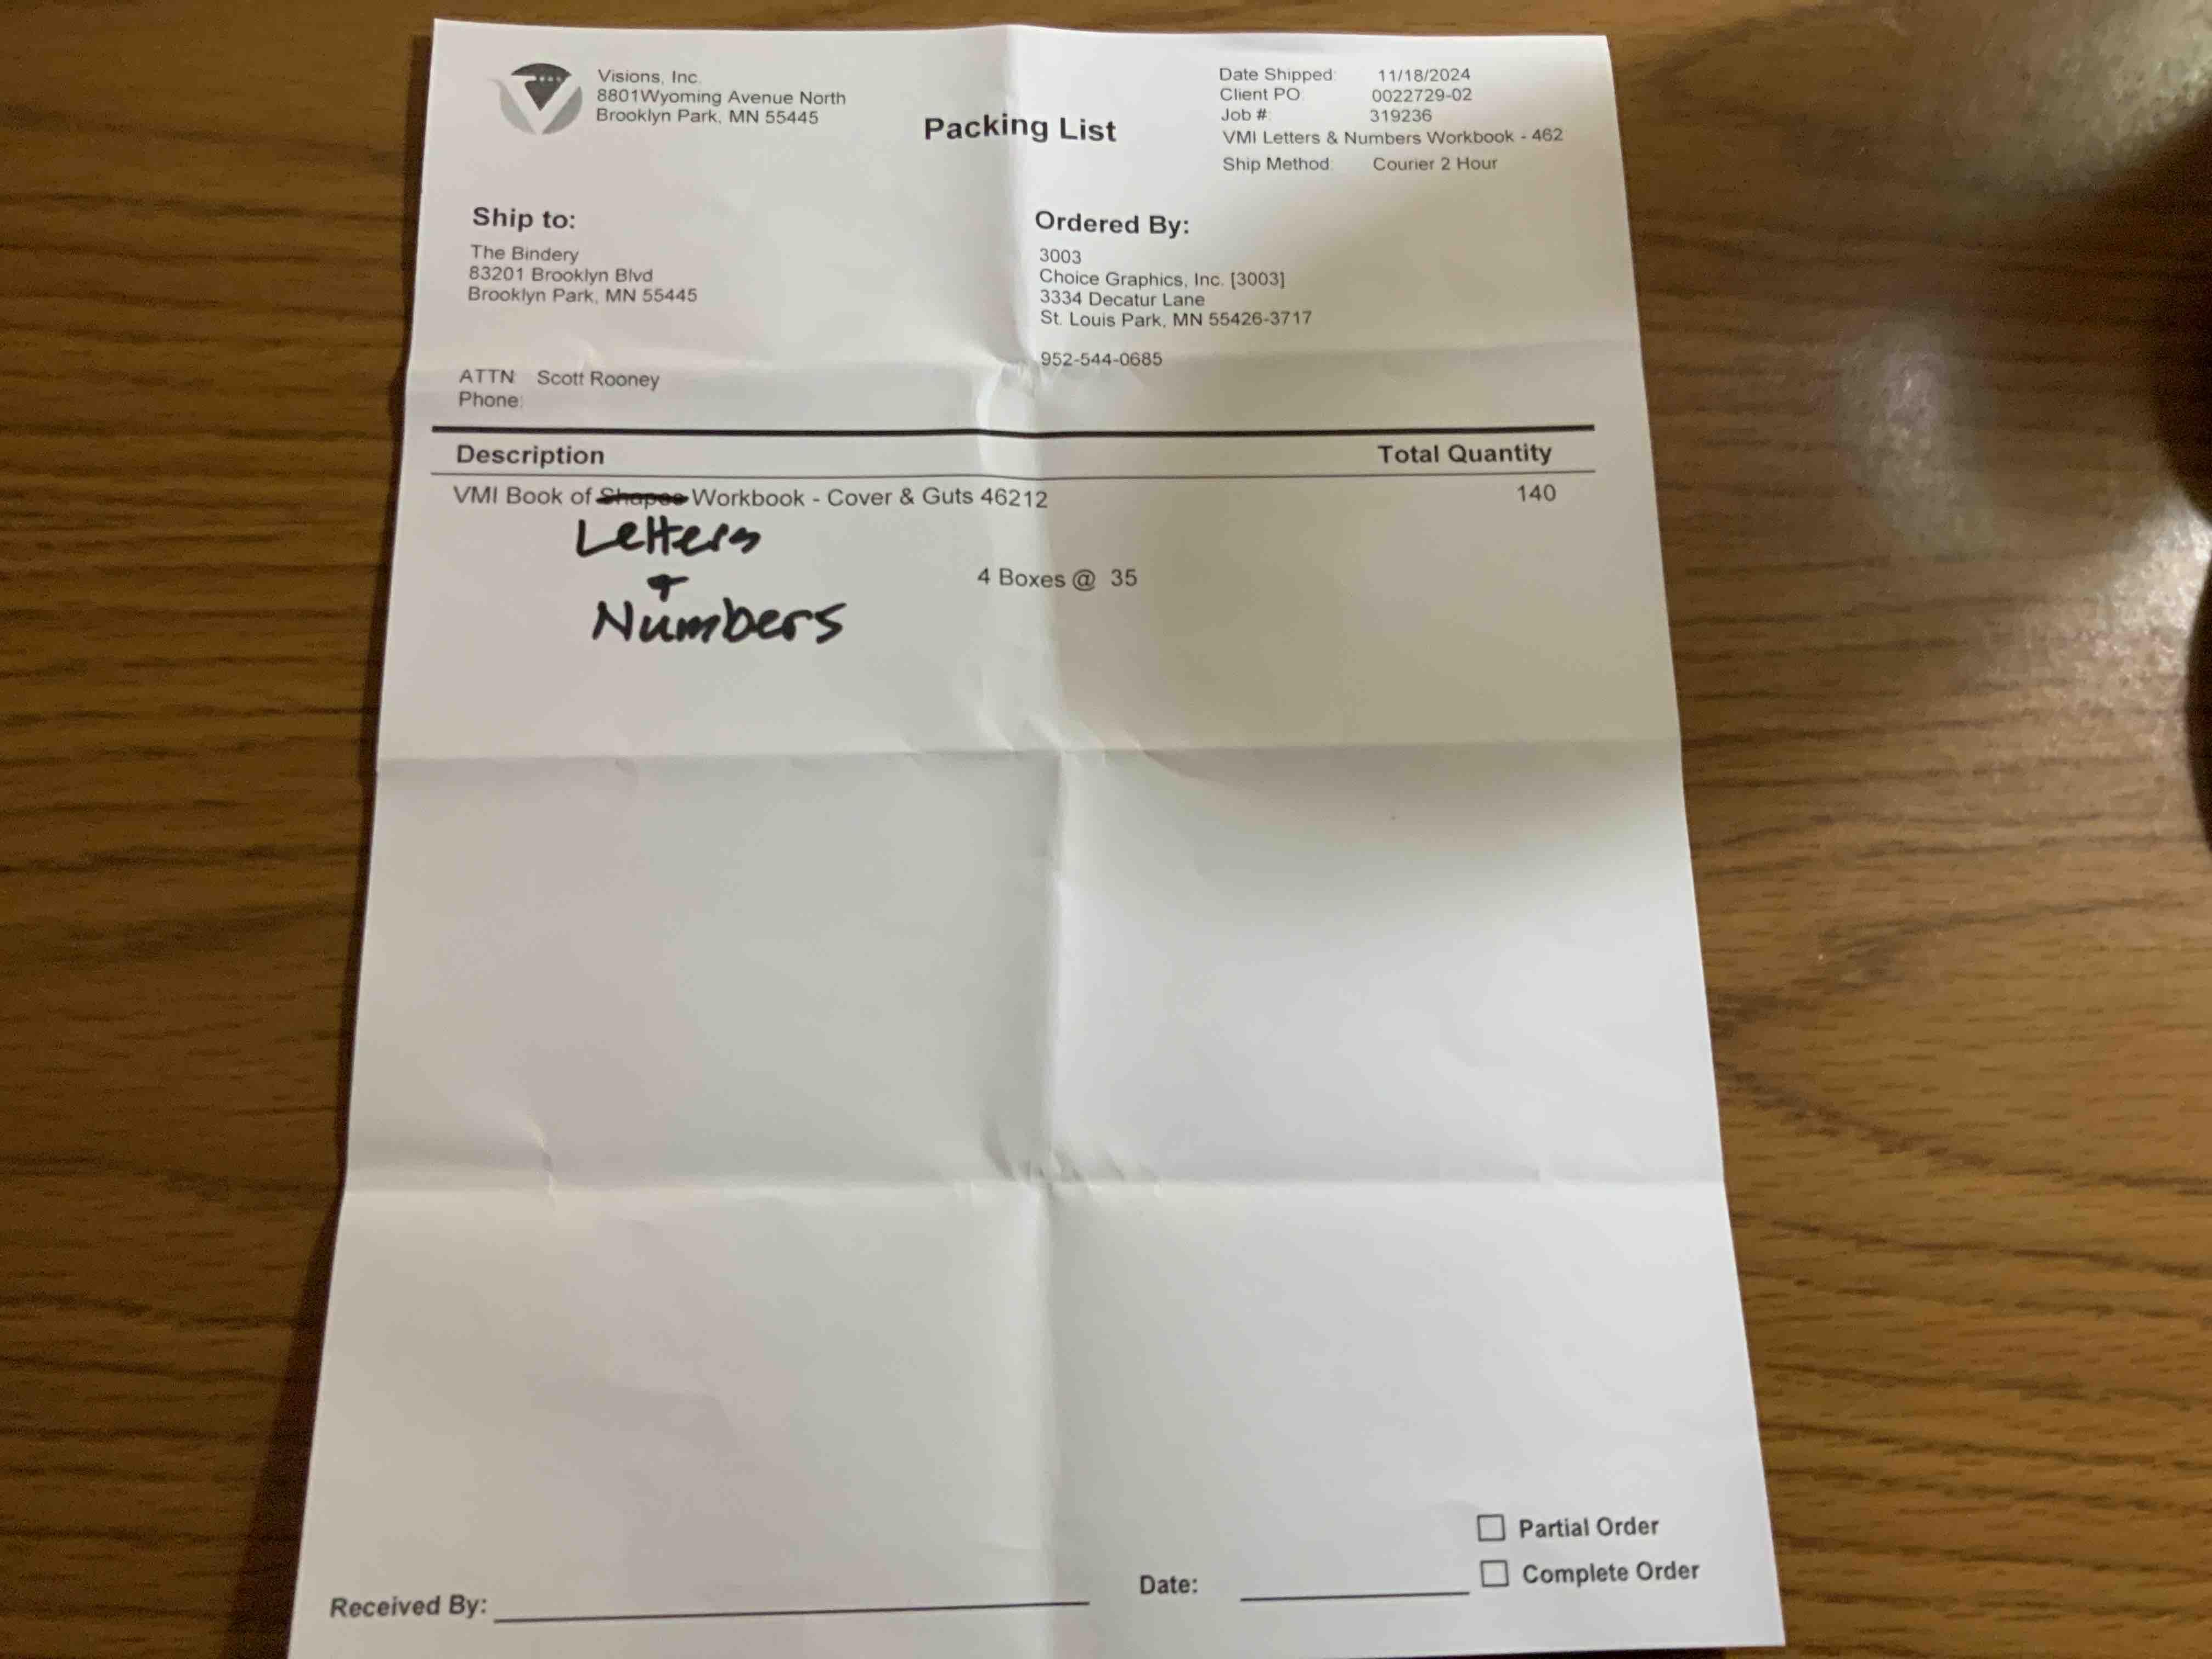 Visions, Inc.
8801Wyoming Avenue North
Brooklyn Park, MN 55445
Packing List
Date Shipped: 11/18/2024
Client PO: 0022729-02
Job #: 319236
VMI Letters & Numbers Workbook - 462
Ship Method: Courier 2 Hour
Ship to:
The Bindery
83201 Brooklyn Blvd
Brooklyn Park, MN 55445
ATTN Scott Rooney
Phone:
Ordered By:
3003
Choice Graphics, Inc. [3003]
3334 Decatur Lane
St. Louis Park, MN 55426-3717
952-544-0685
Description Total Quantity
VMI Book of Shapes Workbook - Cover & Guts 46212 140
Letters
+
Numbers
4 Boxes @ 35
Partial Order
Complete Order
Received By: Date: